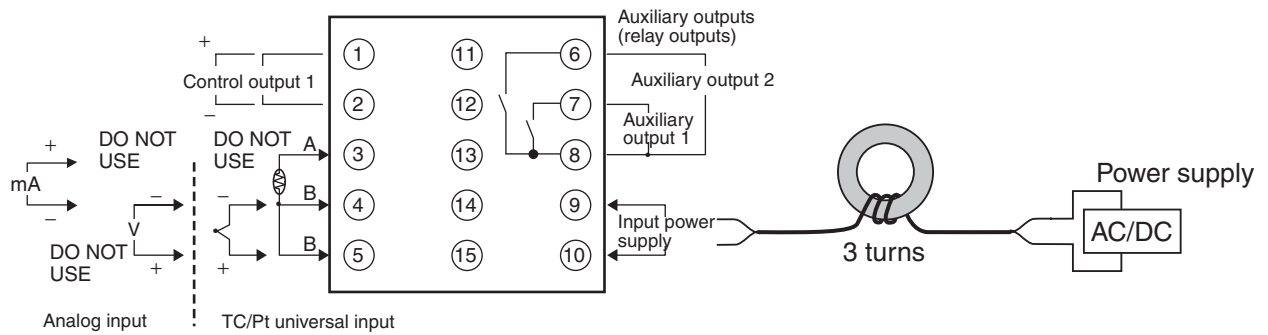 Auxiliary outputs
(relay outputs)
+
1
11
6
Control output 1
Auxiliary output 2
2
12
7
−
Auxiliary
output 1
DO NOT
USE
DO NOT
USE
A
3
13
8
+
mA
−
Power supply
−
−
B
4
14
9
V
Input power
supply
AC/DC
DO NOT
USE
+
+
B
5
15
10
3 turns
Analog input
TC/Pt universal input